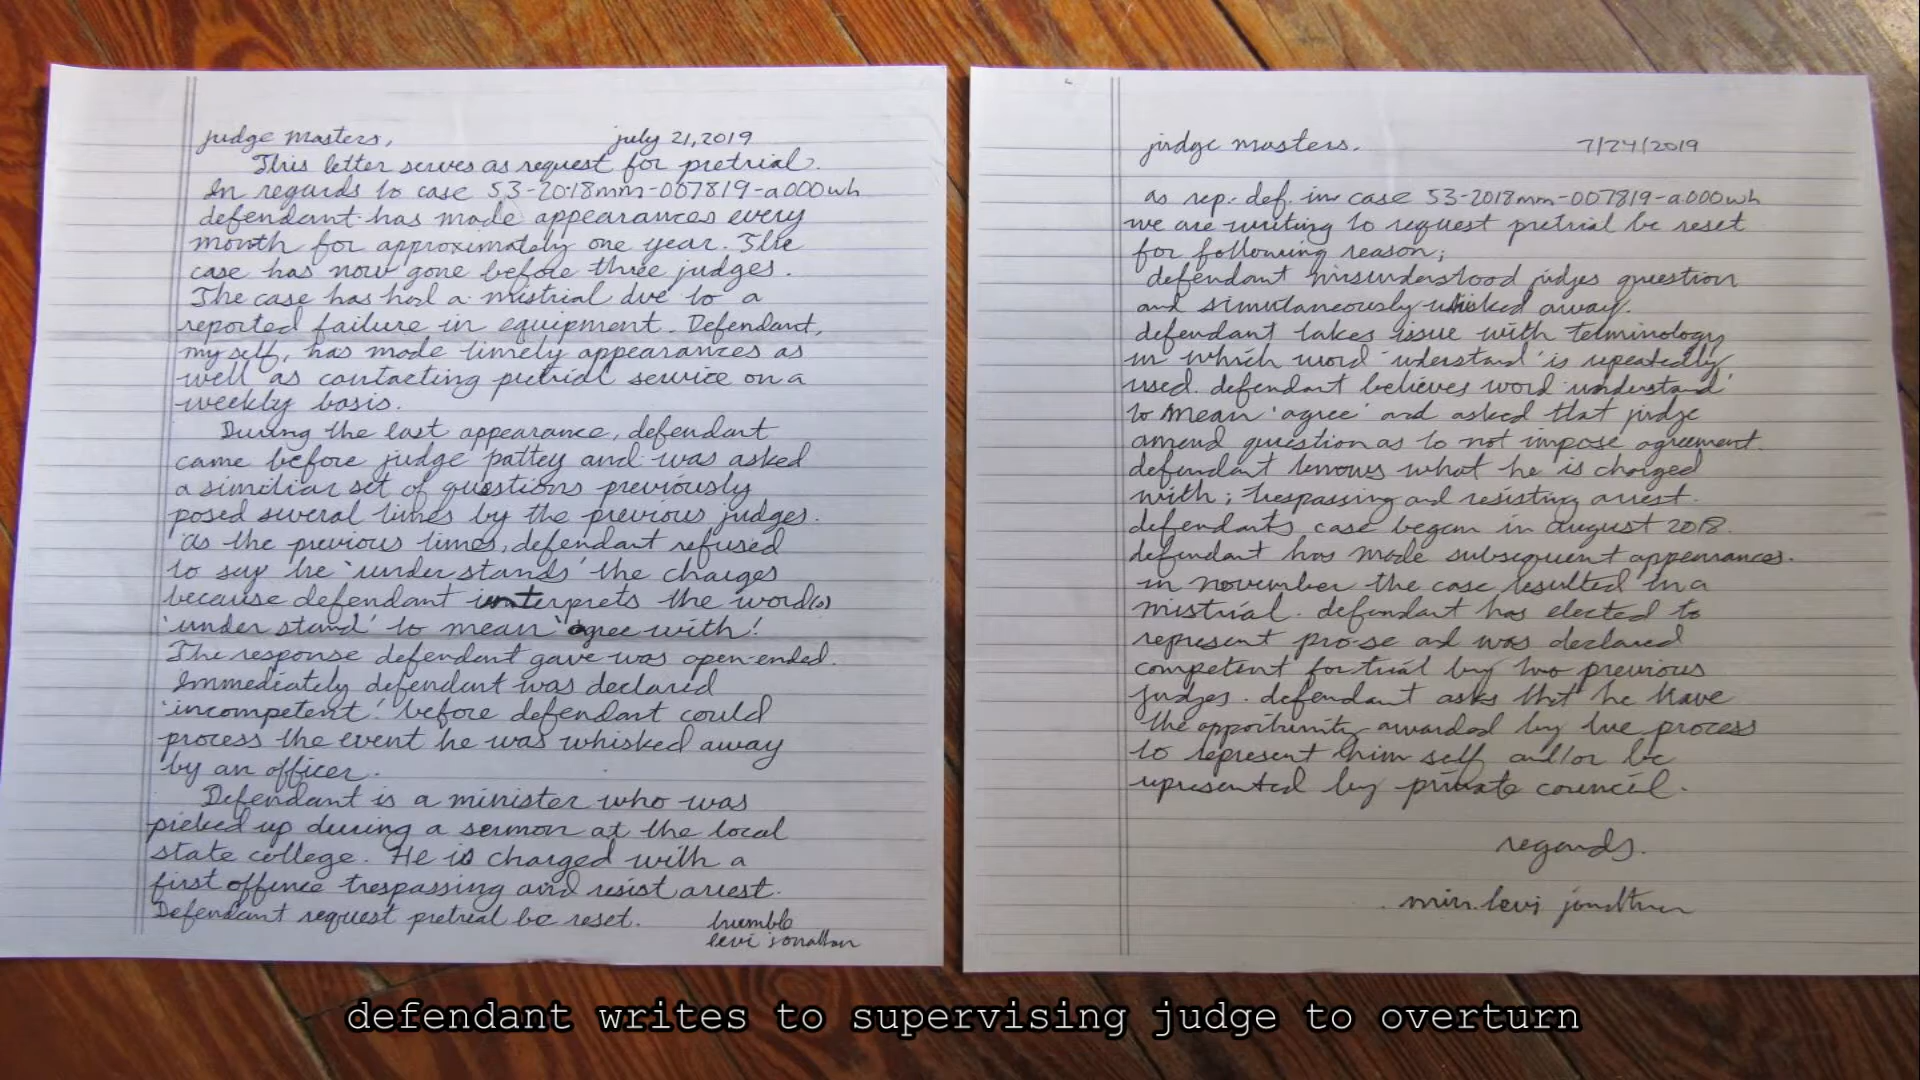 judge masters, july 21, 2019
This letter serves as request for pretrial.
In regards to case 53-2018mm-007819-a000wh
defendant has made appearances every
month for approximately one year. The
case has now gone before three judges.
The case has had a mistrial due to a
reported failure in equipment. Defendant,
myself, has made timely appearances as
well as contacting pretrial service on a
weekly basis.
During the last appearance, defendant
came before judge pattey and was asked
a similiar set of questions previously
posed several times by the previous judges.
as the previous times, defendant refused
to say he 'under stands' the charges
because defendant interprets the word(s)
'under stand' to mean 'agree with'.
The response defendant gave was open-ended.
Immediately defendant was declared
'incompetent'. before defendant could
process the event he was whisked away
by an officer.
Defendant is a minister who was
picked up during a sermon at the local
state college. He is charged with a
first offence trespassing and resist arrest.
Defendant request pretrial be reset.
humble
levi jonathan
judge masters. 7/24/2019
as rep. def. in case 53-2018mm-007819-a000wh
we are writing to request pretrial be reset
for following reason;
defendant misunderstood judges question
and simultaneously whisked away.
defendant takes issue with terminology
in which word 'understand' is repeatedly
used. defendant believes word 'understand'
to mean 'agree' and asked that judge
amend question as to not impose agreement.
defendant knows what he is charged
with; trespassing and resisting arrest.
defendants case began in august 2018.
defendant has made subsequent appearances.
in november the case resulted in a
mistrial. defendant has elected to
represent pro-se and was declared
competent for trial by two previous
judges. defendant asks that he have
the opportunity awarded by due process
to represent him self and/or be
represented by private council.
regards.
min. levi jonathan
defendant writes to supervising judge to overturn